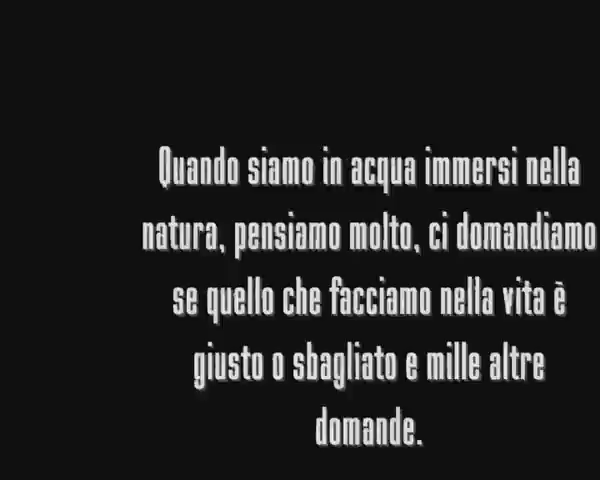 Quando siamo in acqua immersi nella
natura, pensiamo molto, ci domandiamo
se quello che facciamo nella vita è
giusto o sbagliato e mille altre
domande.